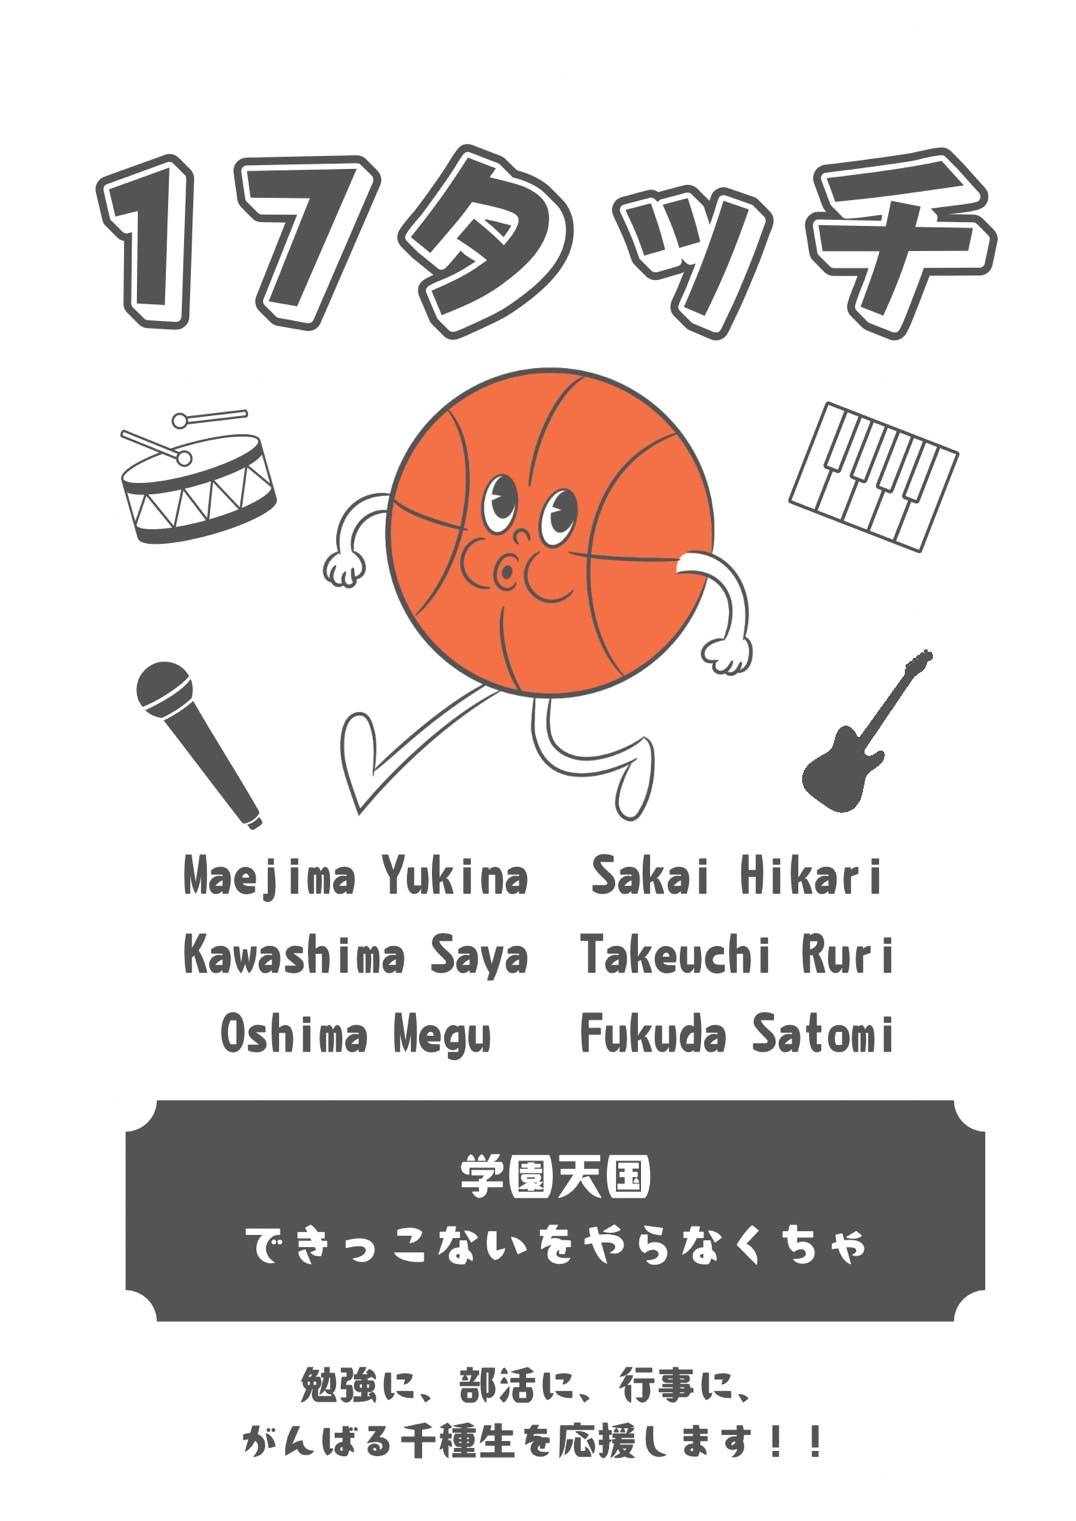 17タッチ
Maejima Yukina Sakai Hikari
Kawashima Saya Takeuchi Ruri
Oshima Megu Fukuda Satomi
学園天国
できっこないをやらなくちゃ
勉強に、部活に、行事に、
がんばる千種生を応援します！！